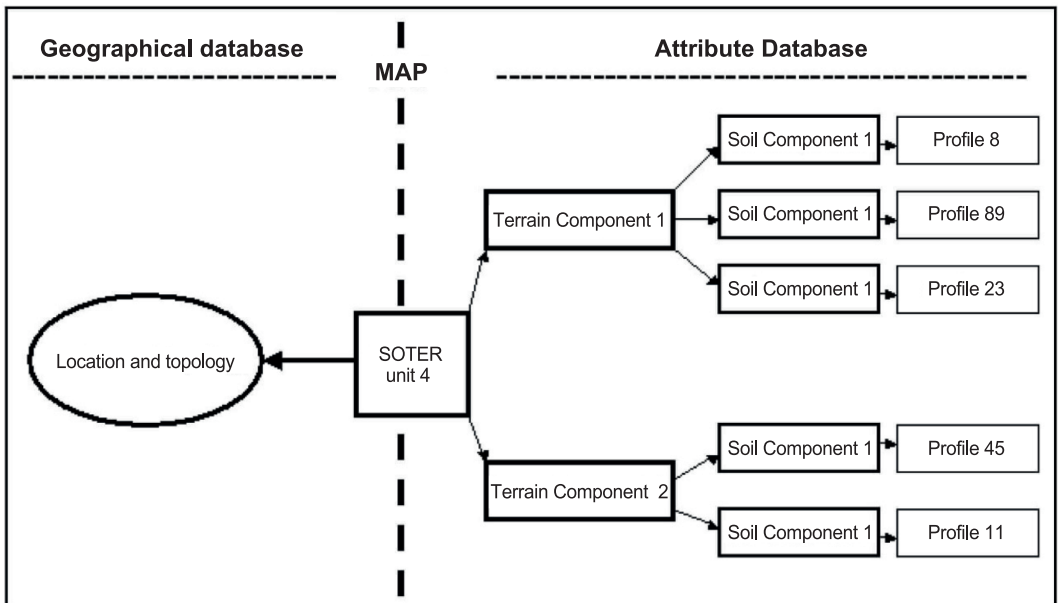 Geographical database
MAP
Attribute Database
Soil Component 1
Profile 8
Terrain Component 1
Soil Component 1
Profile 89
Soil Component 1
Profile 23
Location and topology
SOTER
unit 4
Soil Component 1
Profile 45
Terrain Component 2
Soil Component 1
Profile 11